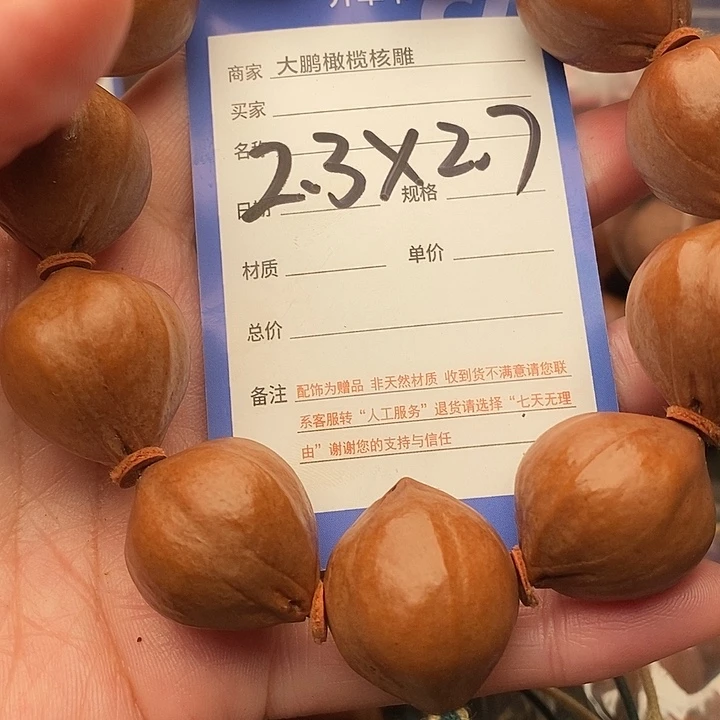 商家 大鹏橄榄核雕
买家
2.3X2.7
规格
材质 单价
总价
备注 配饰为赠品 非天然材质 收到货不满意请您联
系客服转“人工服务”退货请选择“七天无理
由”谢谢您的支持与信任